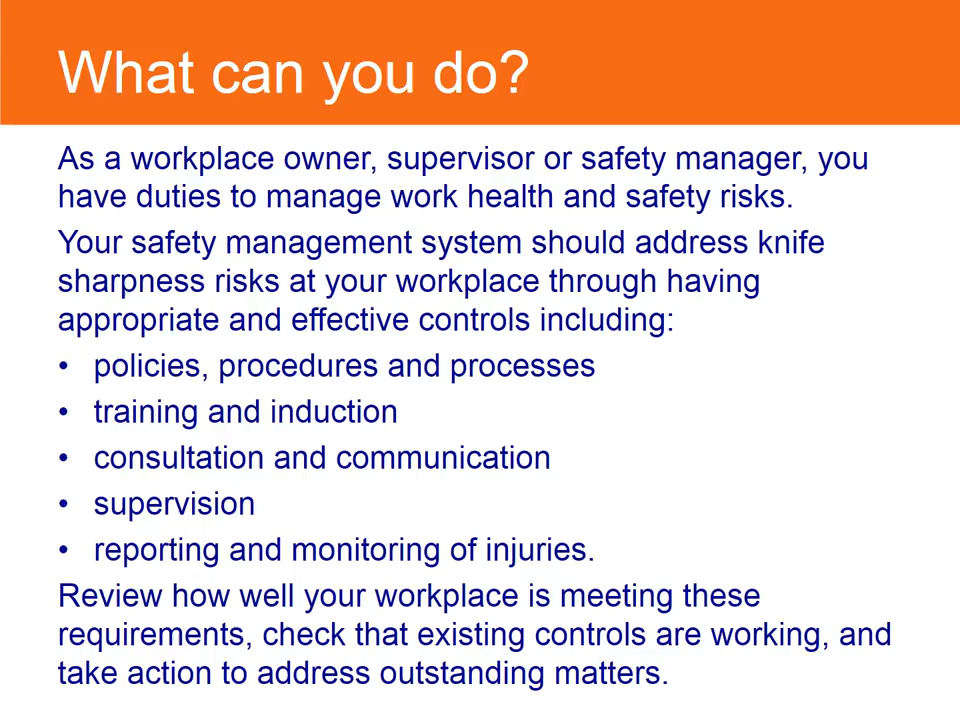 What can you do?
As a workplace owner, supervisor or safety manager, you
have duties to manage work health and safety risks.
Your safety management system should address knife
sharpness risks at your workplace through having
appropriate and effective controls including:
• policies, procedures and processes
• training and induction
• consultation and communication
• supervision
• reporting and monitoring of injuries.
Review how well your workplace is meeting these
requirements, check that existing controls are working, and
take action to address outstanding matters.